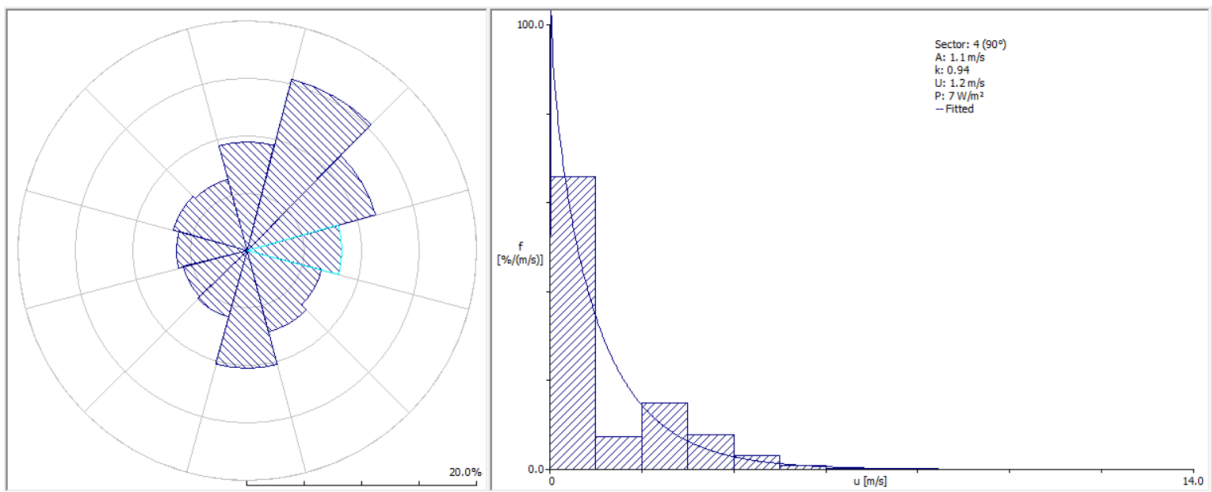 20.0%
100.0
f
[%/(m/s)]
0.0
0
u [m/s]
14.0
Sector: 4 (90°)
A: 1.1 m/s
k: 0.94
U: 1.2 m/s
P: 7 W/m²
-- Fitted